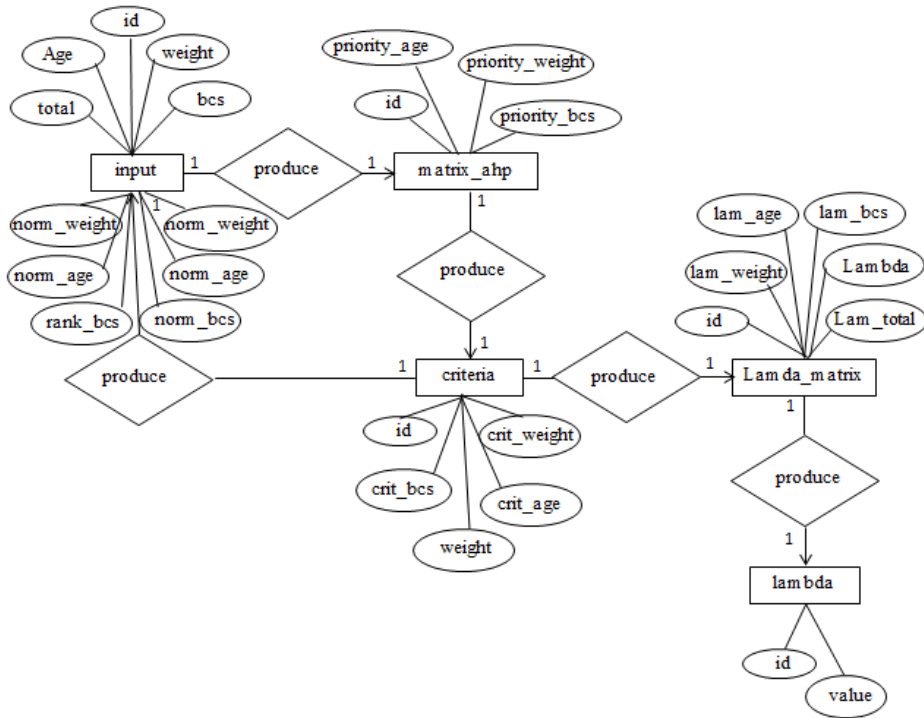 id
Age
weight
total
bcs
priority_age
priority_weight
id
priority_bcs
input
1
produce
1
matrix_ahp
1
1
norm_weight
norm_weight
norm_age
norm_age
rank_bcs
norm_bcs
produce
lam_age
lam_bcs
lam_weight
Lambda
id
Lam_total
produce
1
1
criteria
1
produce
1
Lamda_matrix
1
id
crit_weight
crit_bcs
crit_age
weight
produce
1
lambda
id
value